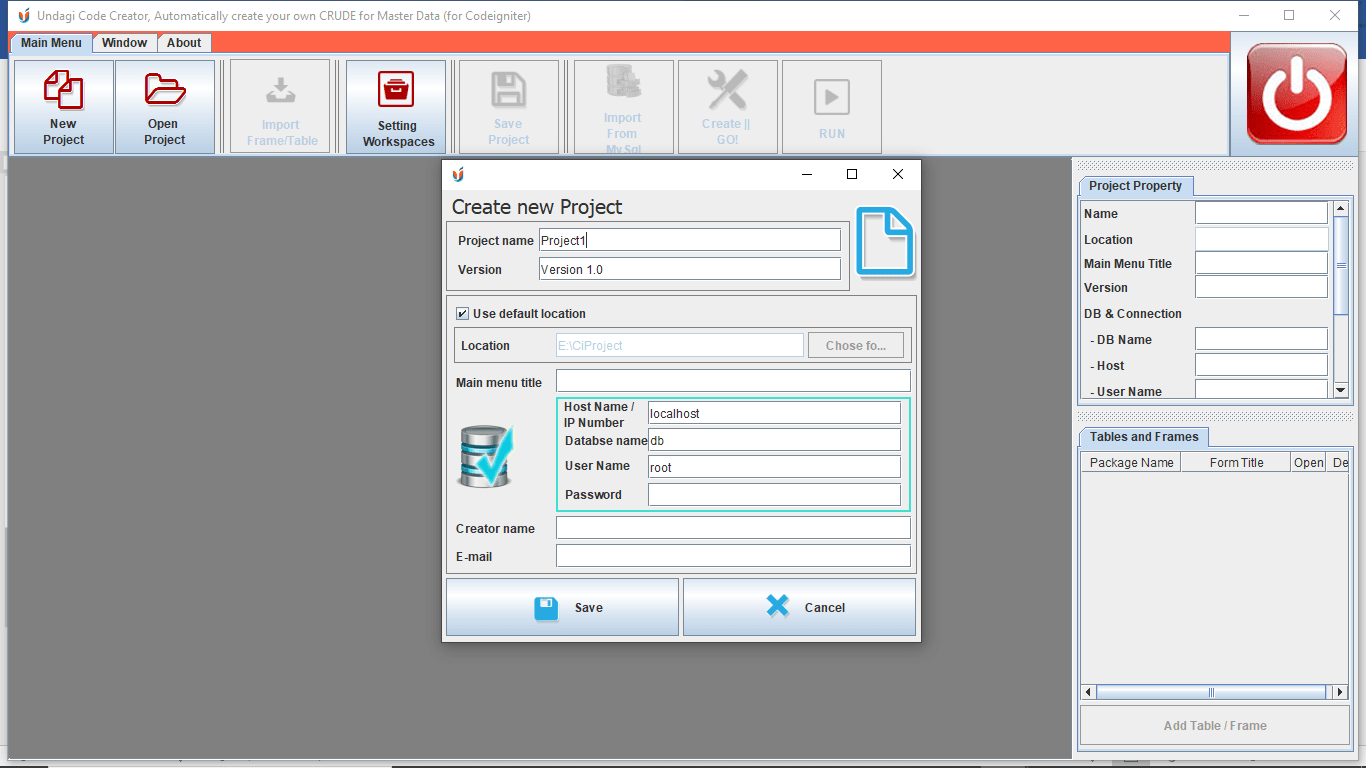 Undagi Code Creator, Automatically create your own CRUDE for Master Data (for Codeigniter)
Main Menu Window About
New Project
Open Project
Import Frame/Table
Setting Workspaces
Save Project
Import From MySql
Create || GO!
RUN
Create new Project
Project name Project1
Version Version 1.0
Use default location
Location E:\CiProject Chose fo...
Main menu title
Host Name / IP Number localhost
Databse name db
User Name root
Password
Creator name
E-mail
Save Cancel
Project Property
Name
Location
Main Menu Title
Version
DB & Connection
- DB Name
- Host
- User Name
Tables and Frames
Package Name Form Title Open De
Add Table / Frame